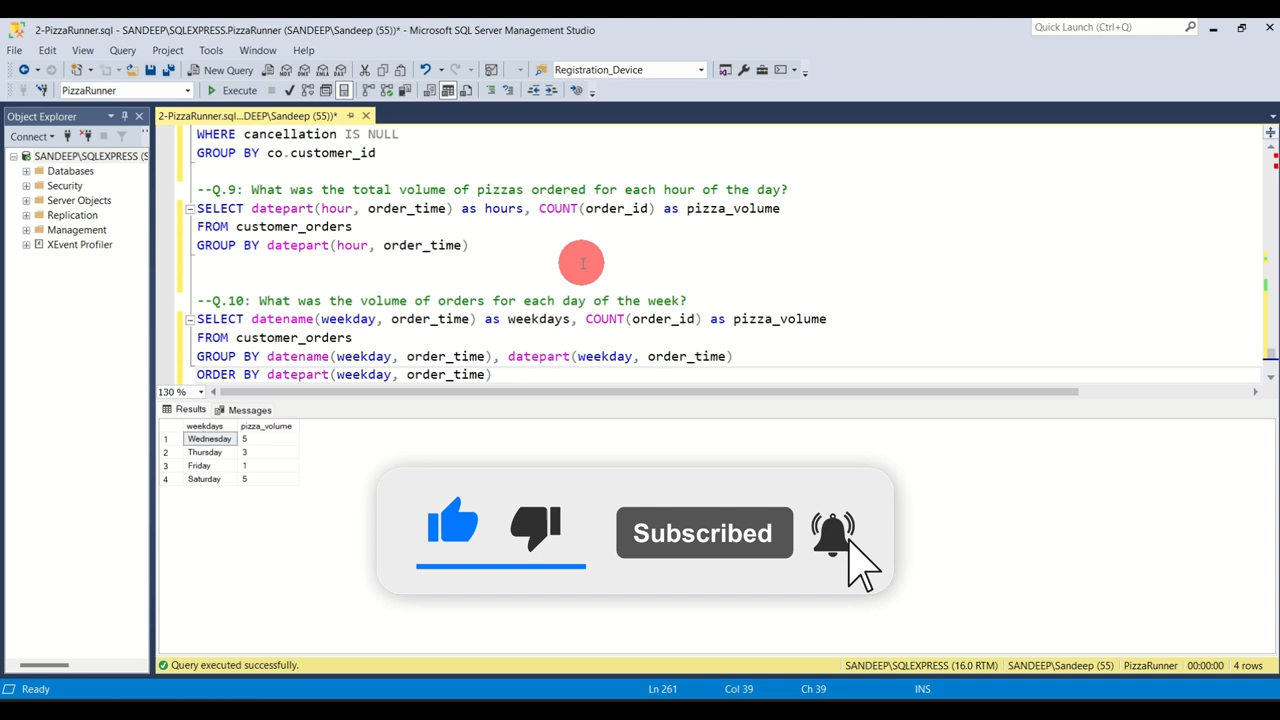 2-PizzaRunner.sql - SANDEEP\SQLEXPRESS.PizzaRunner (SANDEEP\Sandeep (55))* - Microsoft SQL Server Management Studio
Quick Launch (Ctrl+Q)
File Edit View Query Project Tools Window Help
New Query
MDX DMX XMLA DAX
Registration_Device
PizzaRunner
Execute
Object Explorer
2-PizzaRunner.sql...DEEP\Sandeep (55))*
Connect
SANDEEP\SQLEXPRESS (S
Databases
Security
Server Objects
Replication
Management
XEvent Profiler
WHERE cancellation IS NULL
GROUP BY co.customer_id
--Q.9: What was the total volume of pizzas ordered for each hour of the day?
SELECT datepart(hour, order_time) as hours, COUNT(order_id) as pizza_volume
FROM customer_orders
GROUP BY datepart(hour, order_time)
--Q.10: What was the volume of orders for each day of the week?
SELECT datename(weekday, order_time) as weekdays, COUNT(order_id) as pizza_volume
FROM customer_orders
GROUP BY datename(weekday, order_time), datepart(weekday, order_time)
ORDER BY datepart(weekday, order_time)
130 %
Results Messages
weekdays pizza_volume
1 Wednesday 5
2 Thursday 3
3 Friday 1
4 Saturday 5
Subscribed
Query executed successfully.
SANDEEP\SQLEXPRESS (16.0 RTM) SANDEEP\Sandeep (55) PizzaRunner 00:00:00 4 rows
Ready
Ln 261 Col 39 Ch 39 INS